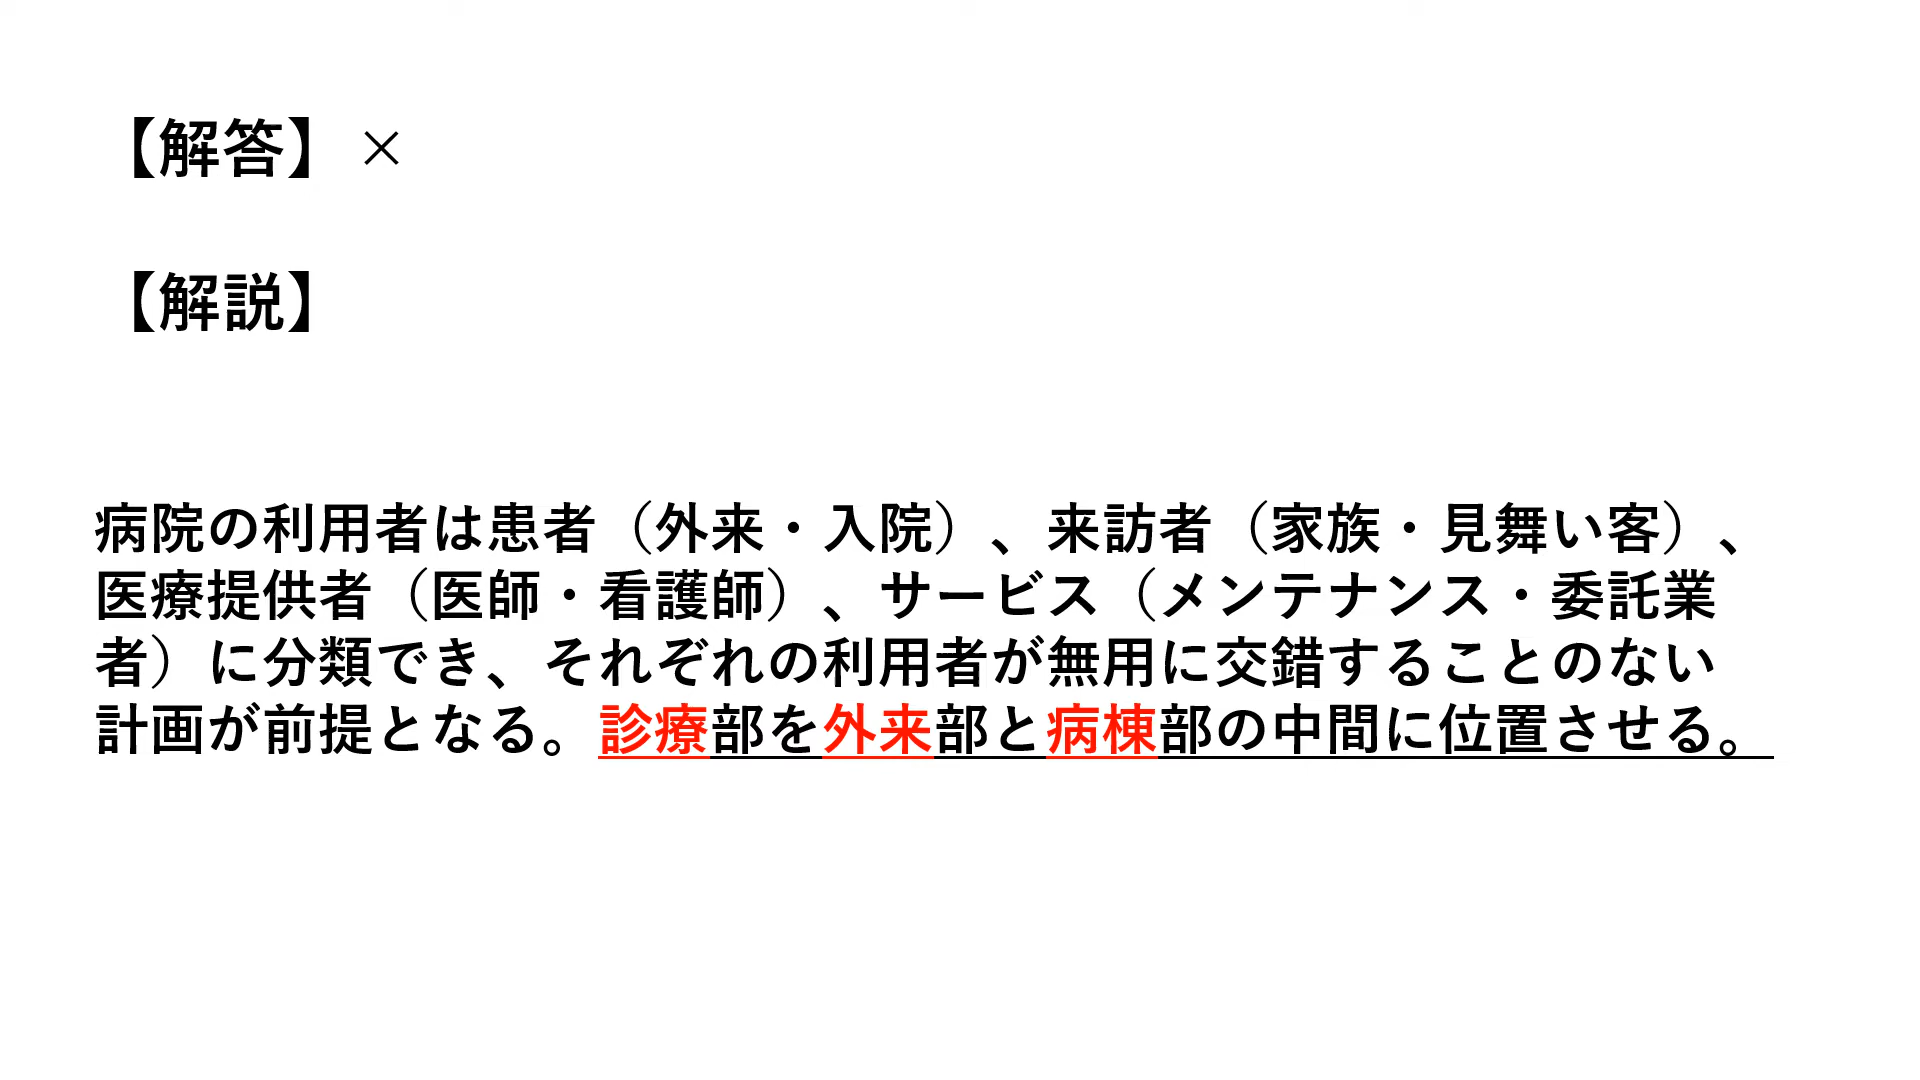 【解答】×
【解説】
病院の利用者は患者（外来・入院）、来訪者（家族・見舞い客）、
医療提供者（医師・看護師）、サービス（メンテナンス・委託業
者）に分類でき、それぞれの利用者が無用に交錯することのない
計画が前提となる。診療部を外来部と病棟部の中間に位置させる。